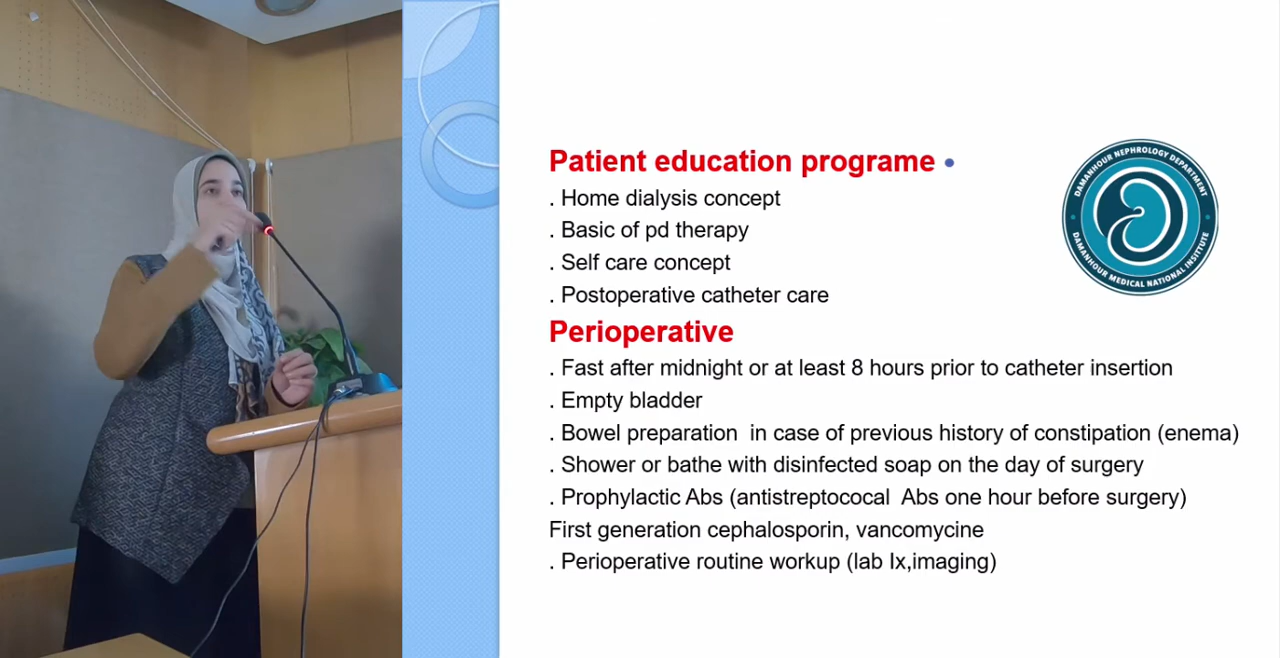 Patient education programe •
. Home dialysis concept
. Basic of pd therapy
. Self care concept
. Postoperative catheter care
Perioperative
. Fast after midnight or at least 8 hours prior to catheter insertion
. Empty bladder
. Bowel preparation  in case of previous history of constipation (enema)
. Shower or bathe with disinfected soap on the day of surgery
. Prophylactic Abs (antistreptococal  Abs one hour before surgery)
First generation cephalosporin, vancomycine
. Perioperative routine workup (lab Ix,imaging)
DAMANHOUR NEPHROLOGY DEPARTMENT
DAMANHOUR MEDICAL NATIONAL INSTITUTE